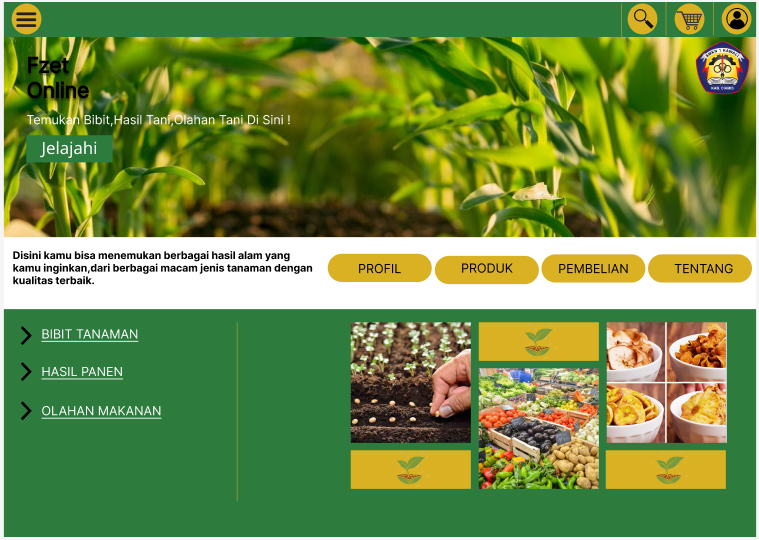 Fzet
Online
Temukan Bibit,Hasil Tani,Olahan Tani Di Sini !
Jelajahi
Disini kamu bisa menemukan berbagai hasil alam yang
kamu inginkan,dari berbagai macam jenis tanaman dengan
kualitas terbaik.
PROFIL
PRODUK
PEMBELIAN
TENTANG
BIBIT TANAMAN
HASIL PANEN
OLAHAN MAKANAN